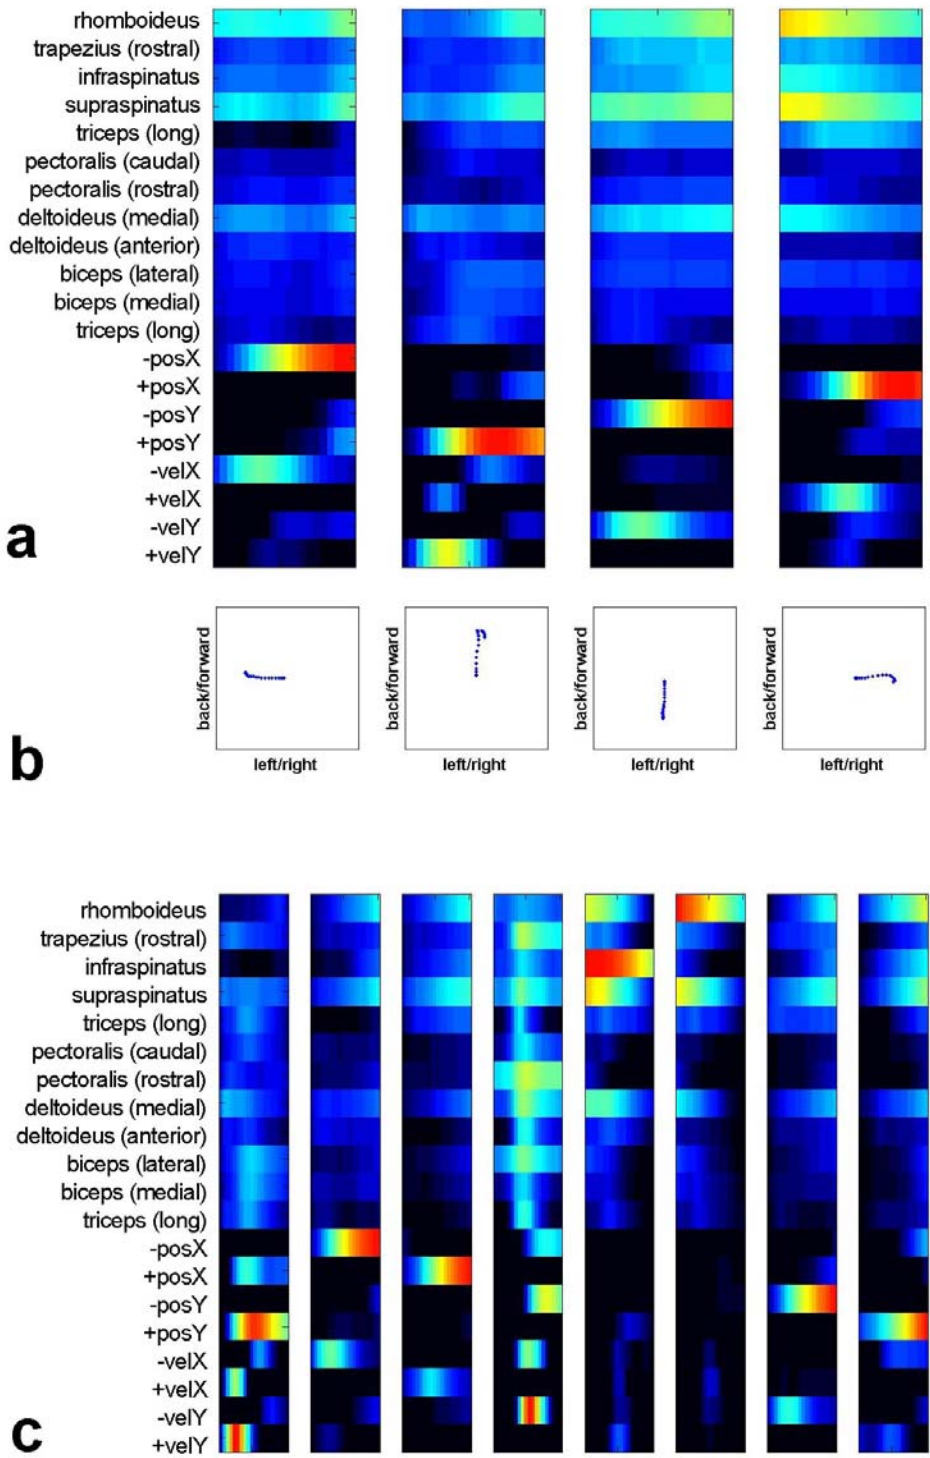 rhomboideus
trapezius (rostral)
infraspinatus
supraspinatus
triceps (long)
pectoralis (caudal)
pectoralis (rostral)
deltoideus (medial)
deltoideus (anterior)
biceps (lateral)
biceps (medial)
triceps (long)
-posX
+posX
-posY
+posY
-velX
+velX
-velY
+velY
a
back/forward
left/right
back/forward
left/right
back/forward
left/right
back/forward
left/right
b
rhomboideus
trapezius (rostral)
infraspinatus
supraspinatus
triceps (long)
pectoralis (caudal)
pectoralis (rostral)
deltoideus (medial)
deltoideus (anterior)
biceps (lateral)
biceps (medial)
triceps (long)
-posX
+posX
-posY
+posY
-velX
+velX
-velY
+velY
c